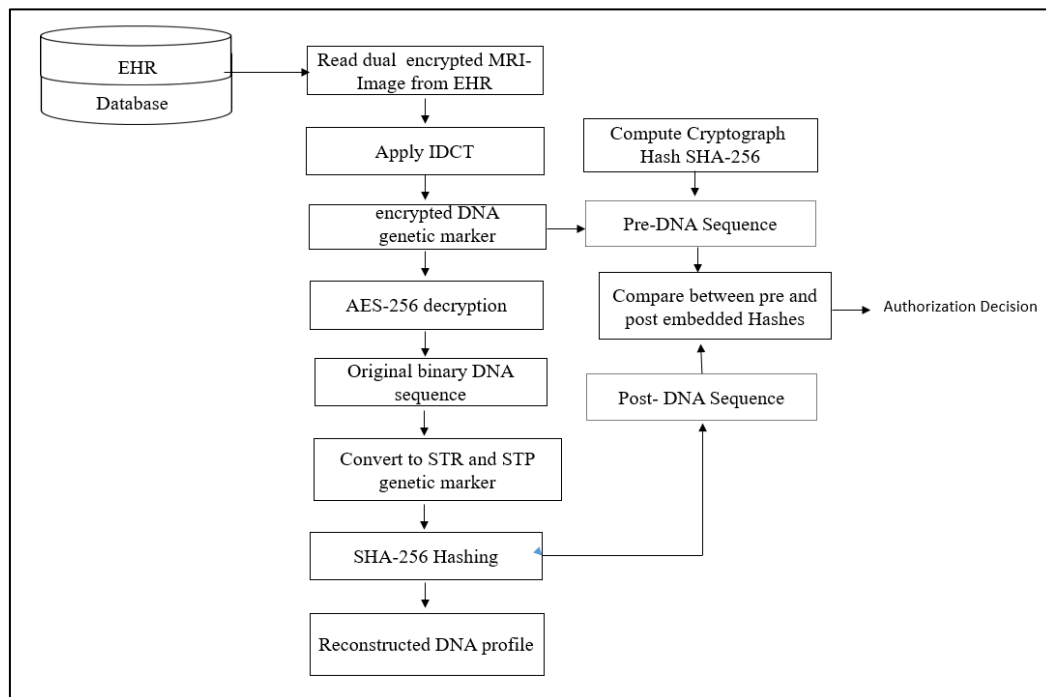 EHR
Database
Read dual encrypted MRI-
Image from EHR
Apply IDCT
encrypted DNA
genetic marker
AES-256 decryption
Original binary DNA
sequence
Convert to STR and STP
genetic marker
SHA-256 Hashing
Reconstructed DNA profile
Compute Cryptograph
Hash SHA-256
Pre-DNA Sequence
Compare between pre and
post embedded Hashes
Authorization Decision
Post- DNA Sequence